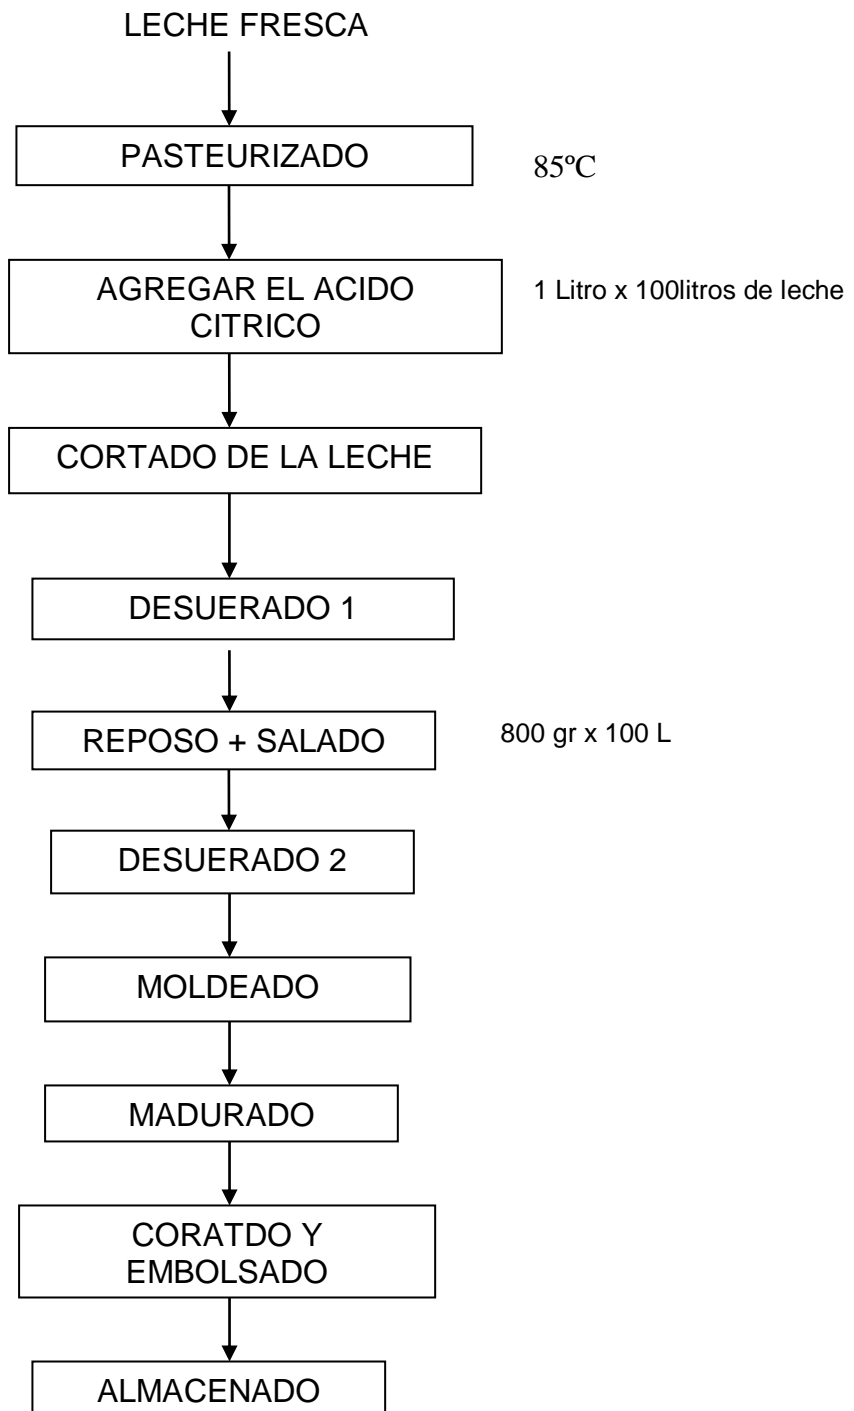 LECHE FRESCA
PASTEURIZADO
85ºC
AGREGAR EL ACIDO
CITRICO
1 Litro x 100litros de leche
CORTADO DE LA LECHE
DESUERADO 1
REPOSO + SALADO
800 gr x 100 L
DESUERADO 2
MOLDEADO
MADURADO
CORATDO Y
EMBOLSADO
ALMACENADO